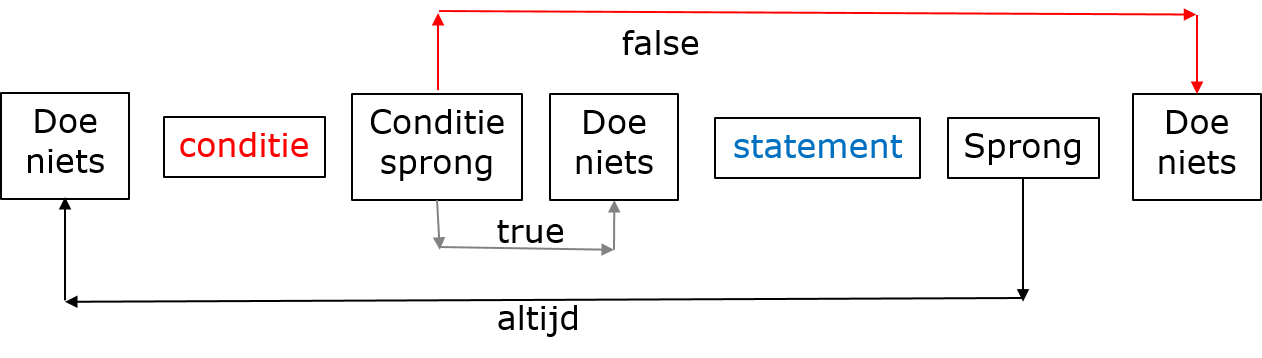 false
Doe
niets
conditie
Conditie
sprong
Doe
niets
statement
Sprong
Doe
niets
true
altijd